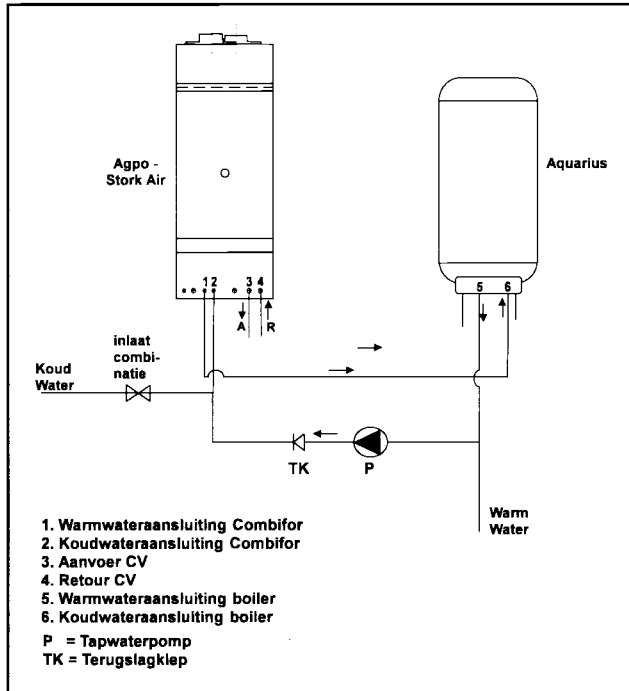 Agpo -
Stork Air
Aquarius
1 2 3 4
5 6
A R
inlaat
combi-
natie
Koud
Water
TK P
Warm
Water
1. Warmwateraansluiting Combifor
2. Koudwateraansluiting Combifor
3. Aanvoer CV
4. Retour CV
5. Warmwateraansluiting boiler
6. Koudwateraansluiting boiler
P = Tapwaterpomp
TK = Terugslagklep